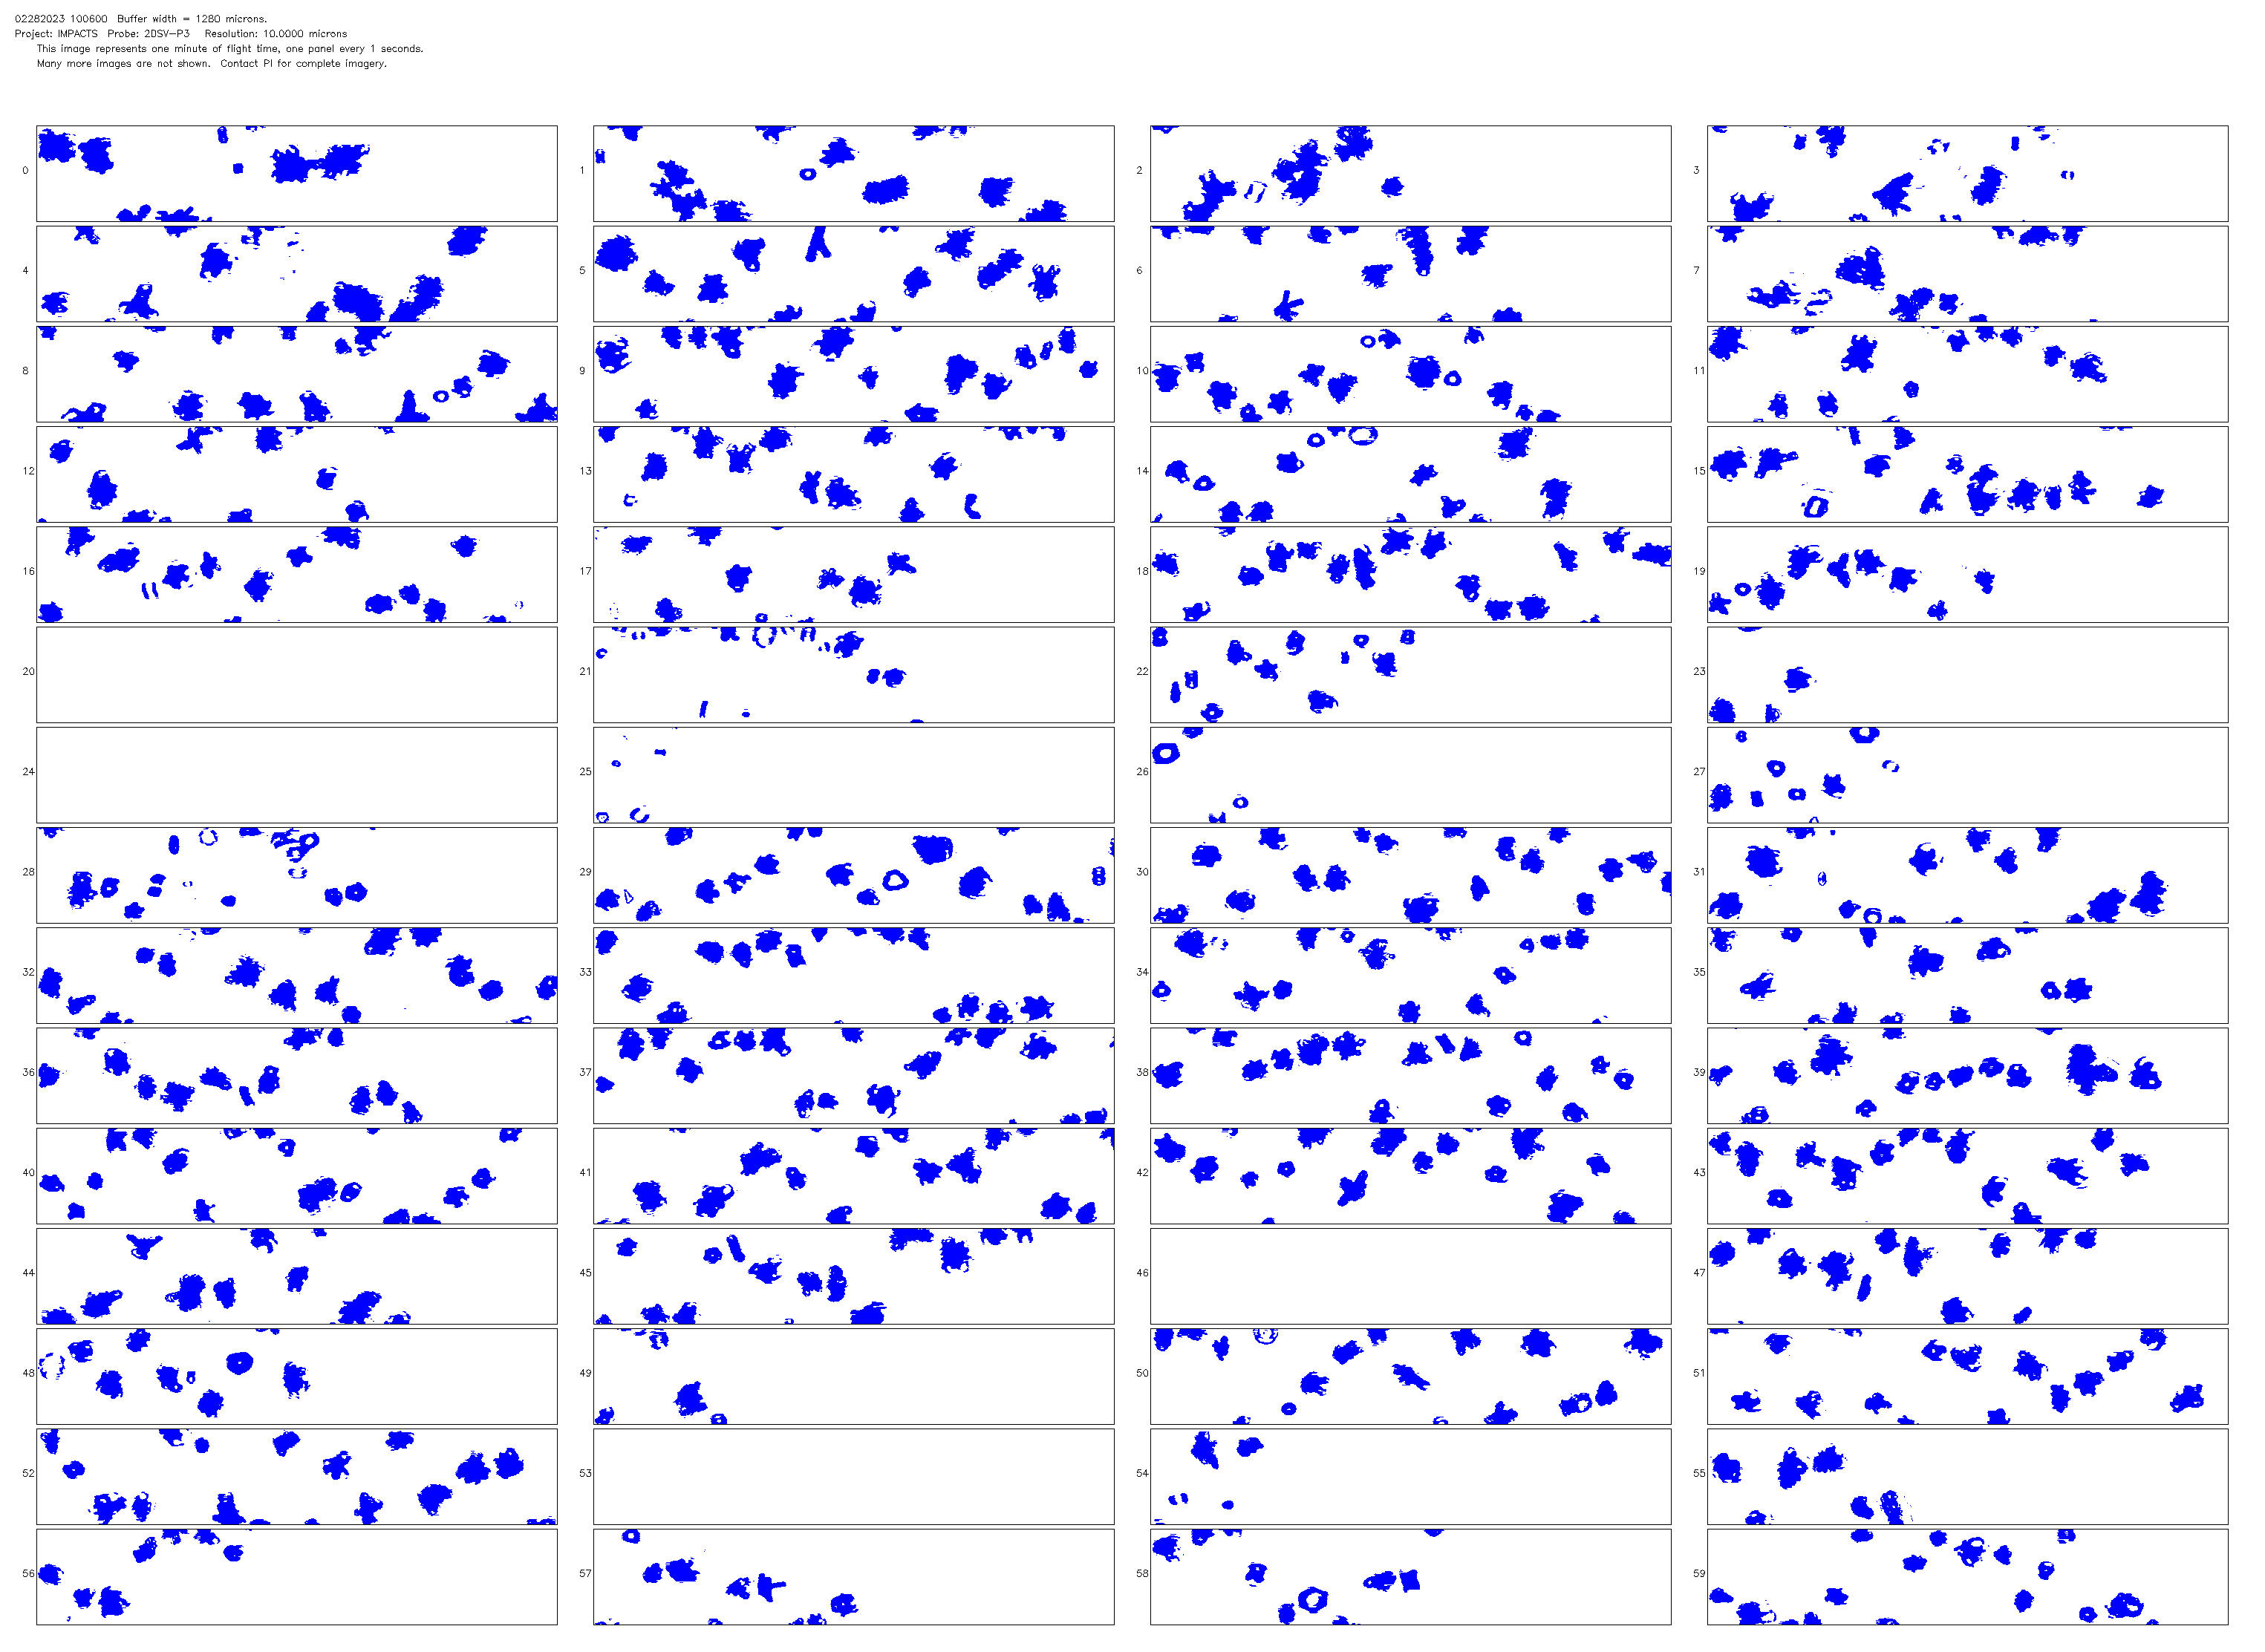 02282023 100600  Buffer width = 1280 microns.
Project: IMPACTS  Probe: 2DSV-P3  Resolution: 10.0000 microns
This image represents one minute of flight time, one panel every 1 seconds.
Many more images are not shown.  Contact PI for complete imagery.
0 1 2 3
4 5 6 7
8 9 10 11
12 13 14 15
16 17 18 19
20 21 22 23
24 25 26 27
28 29 30 31
32 33 34 35
36 37 38 39
40 41 42 43
44 45 46 47
48 49 50 51
52 53 54 55
56 57 58 59